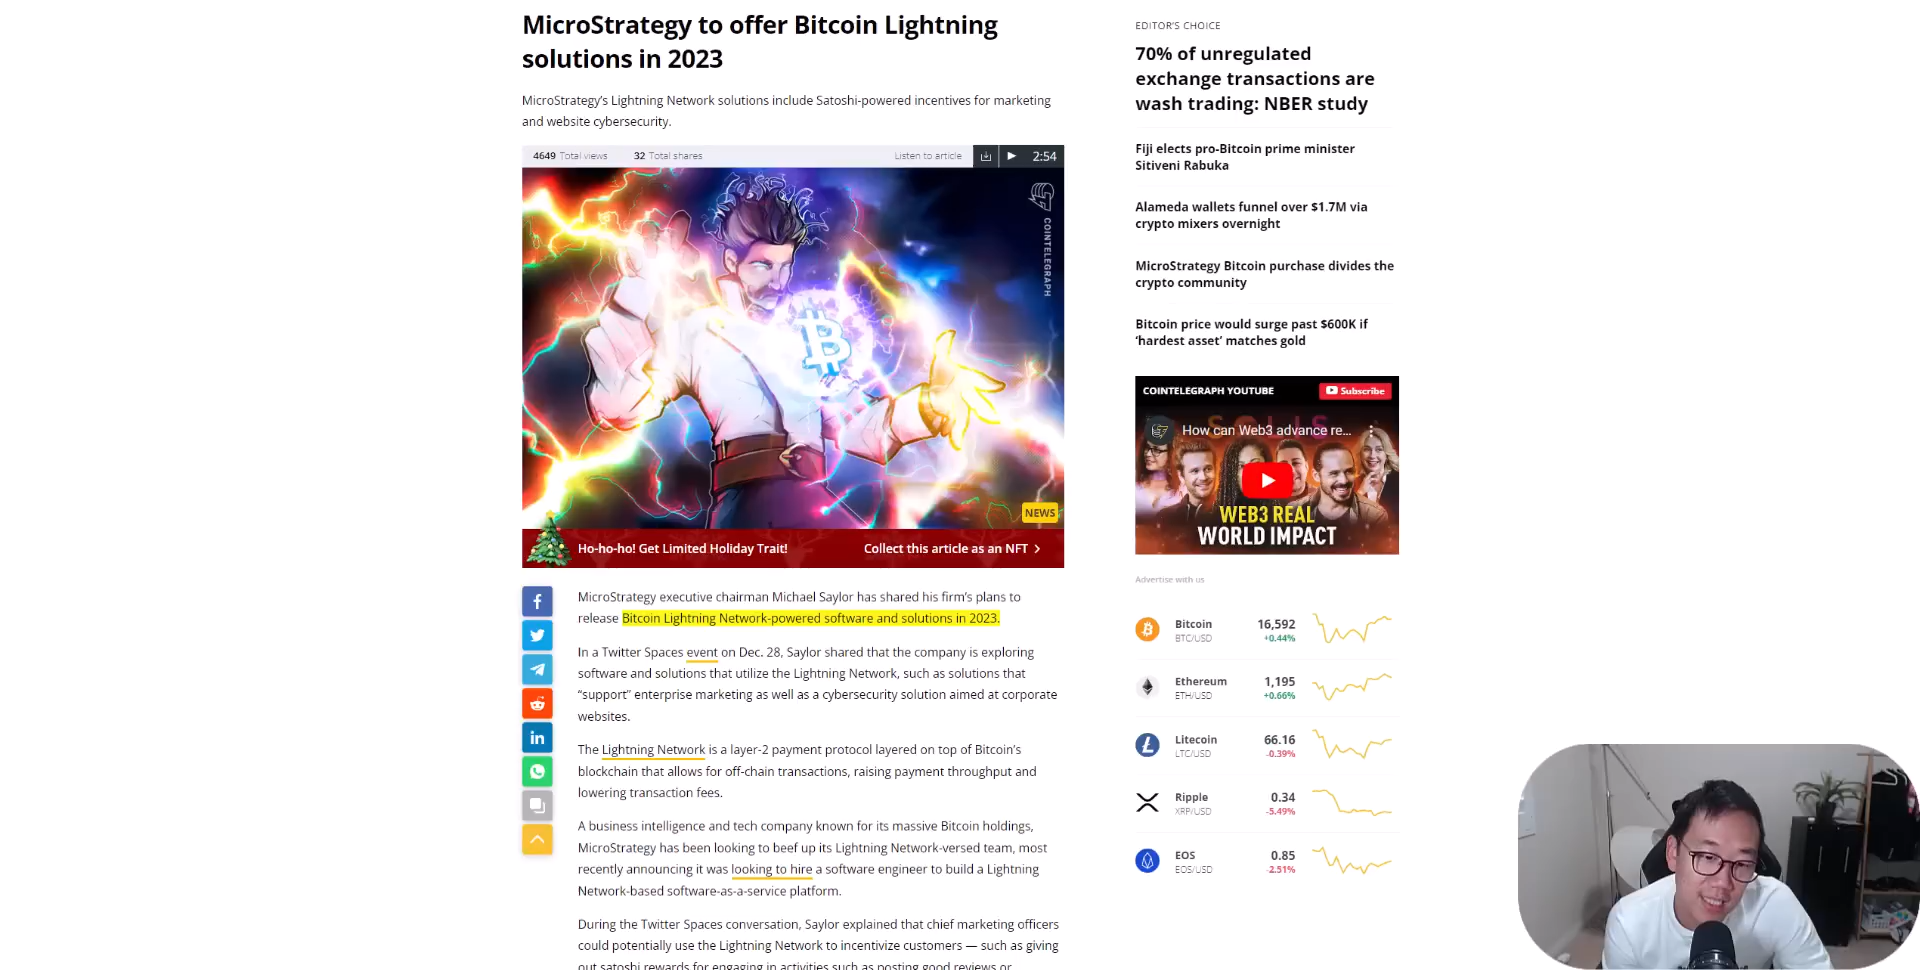 MicroStrategy to offer Bitcoin Lightning
solutions in 2023
MicroStrategy's Lightning Network solutions include Satoshi-powered incentives for marketing
and website cybersecurity.
4649 Total views 32 Total shares Listen to article 2:54
COINTELEGRAPH
NEWS
Ho-ho-ho! Get Limited Holiday Trait! Collect this article as an NFT
MicroStrategy executive chairman Michael Saylor has shared his firm's plans to
release Bitcoin Lightning Network-powered software and solutions in 2023.
In a Twitter Spaces event on Dec. 28, Saylor shared that the company is exploring
software and solutions that utilize the Lightning Network, such as solutions that
“support” enterprise marketing as well as a cybersecurity solution aimed at corporate
websites.
The Lightning Network is a layer-2 payment protocol layered on top of Bitcoin's
blockchain that allows for off-chain transactions, raising payment throughput and
lowering transaction fees.
A business intelligence and tech company known for its massive Bitcoin holdings,
MicroStrategy has been looking to beef up its Lightning Network-versed team, most
recently announcing it was looking to hire a software engineer to build a Lightning
Network-based software-as-a-service platform.
During the Twitter Spaces conversation, Saylor explained that chief marketing officers
could potentially use the Lightning Network to incentivize customers — such as giving
out satoshi rewards for engaging in activities such as posting good reviews or
EDITOR'S CHOICE
70% of unregulated
exchange transactions are
wash trading: NBER study
Fiji elects pro-Bitcoin prime minister
Sitiveni Rabuka
Alameda wallets funnel over $1.7M via
crypto mixers overnight
MicroStrategy Bitcoin purchase divides the
crypto community
Bitcoin price would surge past $600K if
‘hardest asset’ matches gold
COINTELEGRAPH YOUTUBE Subscribe
How can Web3 advance re...
WEB3 REAL
WORLD IMPACT
Advertise with us
Bitcoin 16,592
BTC/USD +0.44%
Ethereum 1,195
ETH/USD +0.66%
Litecoin 66.16
LTC/USD -0.39%
Ripple 0.34
XRP/USD -5.49%
EOS 0.85
EOS/USD -2.51%